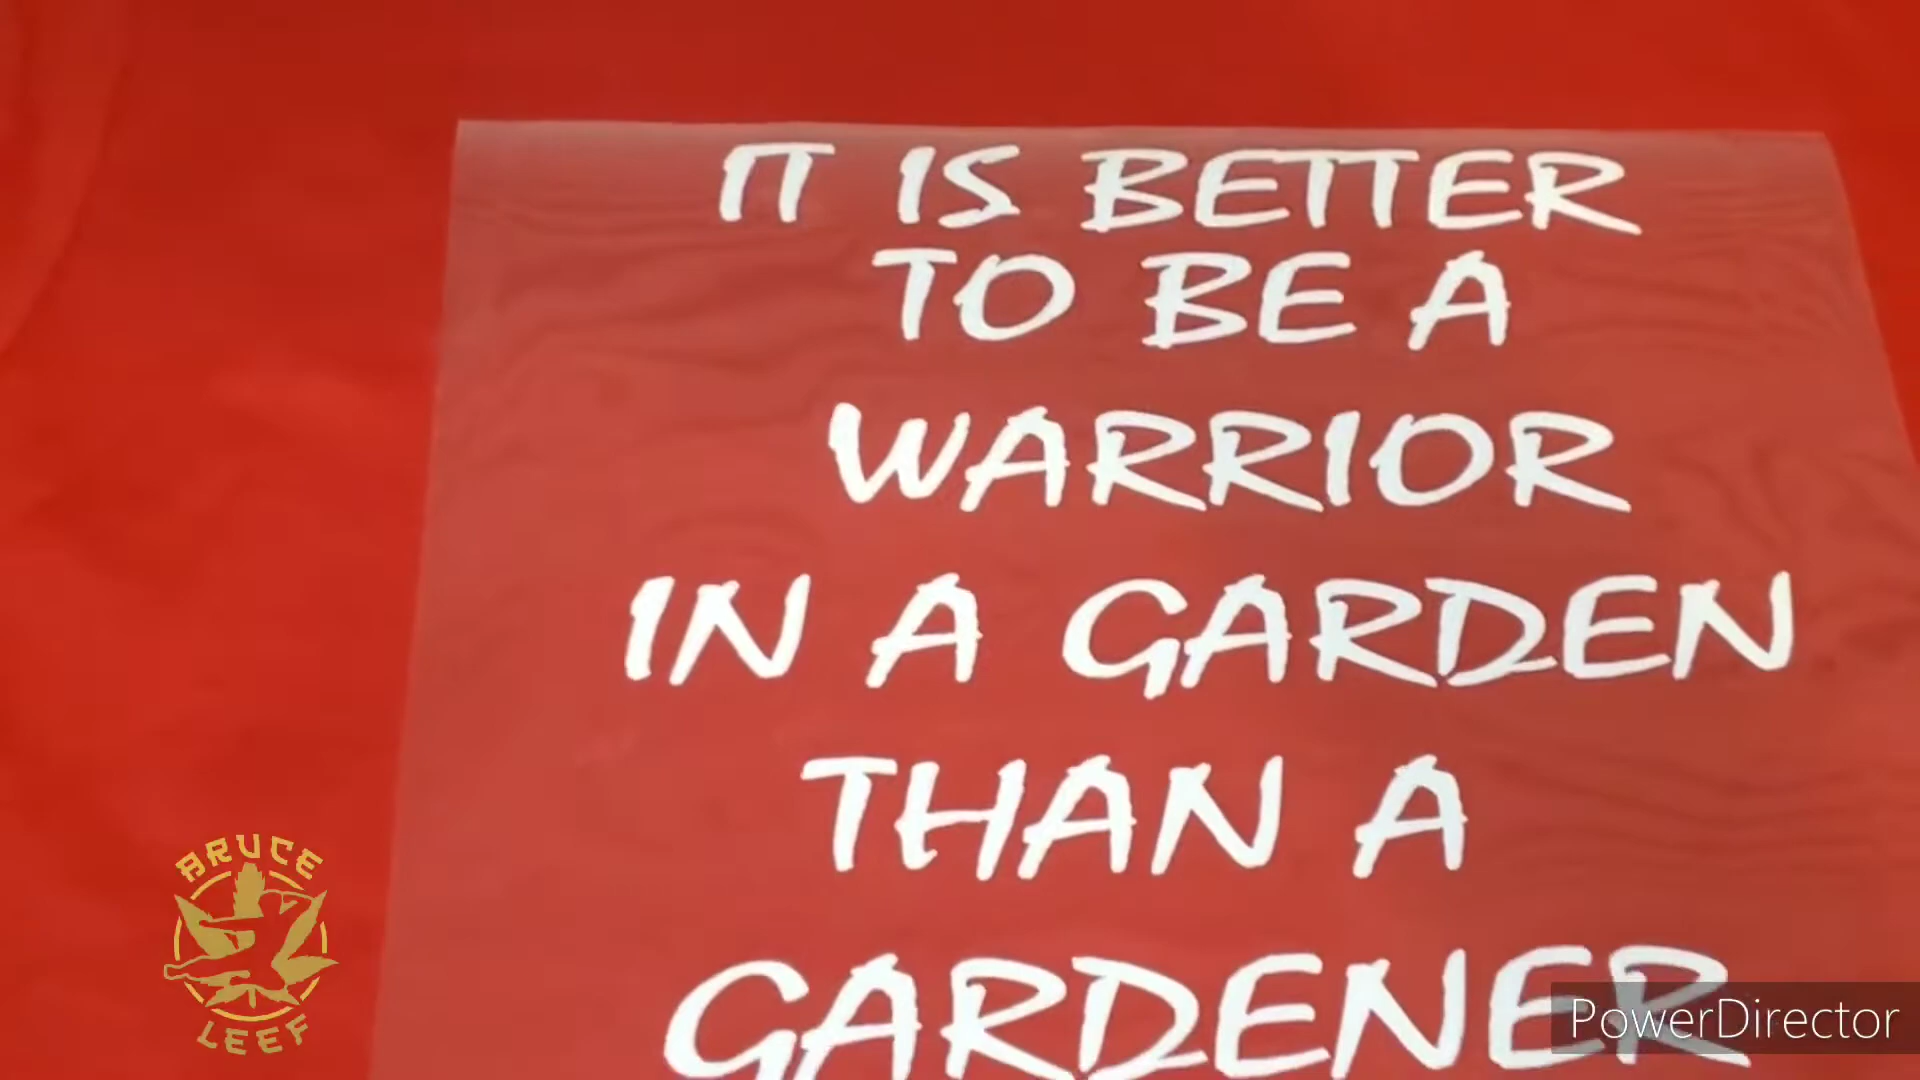 IT IS BETTER
TO BE A
WARRIOR
IN A GARDEN
THAN A
GARDENER
BRUCE
LEEF
PowerDirector